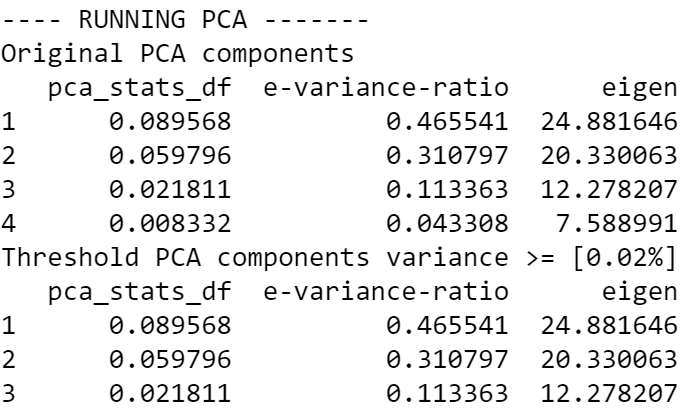 ---- RUNNING PCA -------
Original PCA components
pca_stats_df e-variance-ratio eigen
1 0.089568 0.465541 24.881646
2 0.059796 0.310797 20.330063
3 0.021811 0.113363 12.278207
4 0.008332 0.043308 7.588991
Threshold PCA components variance >= [0.02%]
pca_stats_df e-variance-ratio eigen
1 0.089568 0.465541 24.881646
2 0.059796 0.310797 20.330063
3 0.021811 0.113363 12.278207